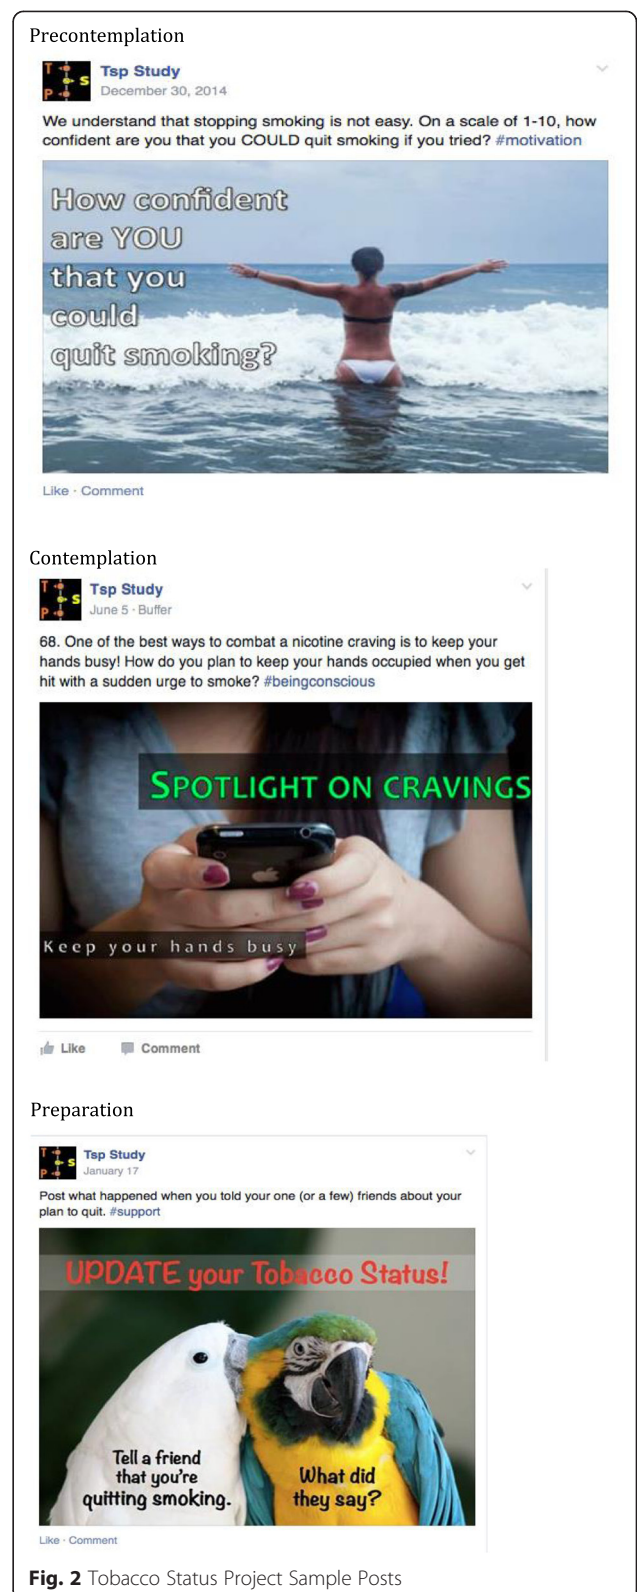 Precontemplation
T
S
P
Tsp Study
December 30, 2014
We understand that stopping smoking is not easy. On a scale of 1-10, how
confident are you that you COULD quit smoking if you tried? #motivation
How confident
are YOU
that you
could
quit smoking?
Like · Comment
Contemplation
T
S
P
Tsp Study
June 5 · Buffer
68. One of the best ways to combat a nicotine craving is to keep your
hands busy! How do you plan to keep your hands occupied when you get
hit with a sudden urge to smoke? #beingconscious
SPOTLIGHT ON CRAVINGS
Keep your hands busy
Like Comment
Preparation
T
S
P
Tsp Study
January 17
Post what happened when you told your one (or a few) friends about your
plan to quit. #support
UPDATE your Tobacco Status!
Tell a friend
that you're
quitting smoking.
What did
they say?
Like · Comment
Fig. 2 Tobacco Status Project Sample Posts